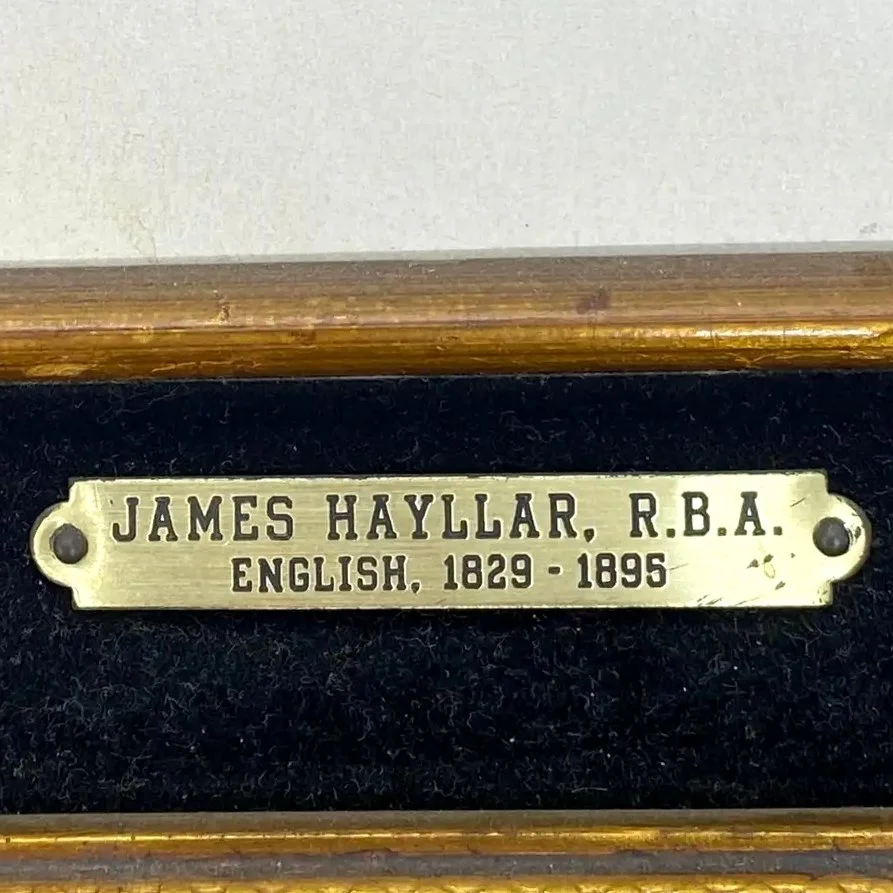 JAMES HAYLLAR, R.B.A.
ENGLISH, 1829 - 1895